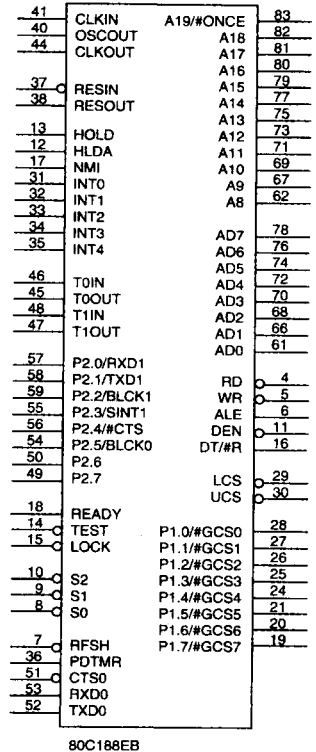 41 CLKIN
40 OSCOUT
44 CLKOUT
37 RESIN
38 RESOUT
13 HOLD
12 HLDA
17 NMI
31 INT0
32 INT1
33 INT2
34 INT3
35 INT4
46 T0IN
45 T0OUT
48 T1IN
47 T1OUT
57 P2.0/RXD1
58 P2.1/TXD1
59 P2.2/BLCK1
55 P2.3/SINT1
56 P2.4/#CTS
54 P2.5/BLCK0
50 P2.6
49 P2.7
18 READY
14 TEST
15 LOCK
10 S2
9 S1
8 S0
7 RFSH
36 PDTMR
51 CTS0
53 RXD0
52 TXD0
A19/#ONCE 83
A18 82
A17 81
A16 80
A15 79
A14 77
A13 75
A12 73
A11 71
A10 69
A9 67
A8 62
AD7 78
AD6 76
AD5 74
AD4 72
AD3 70
AD2 68
AD1 66
AD0 61
RD 4
WR 5
ALE 6
DEN 11
DT/#R 16
LCS 29
UCS 30
P1.0/#GCS0 28
P1.1/#GCS1 27
P1.2/#GCS2 26
P1.3/#GCS3 25
P1.4/#GCS4 24
P1.5/#GCS5 21
P1.6/#GCS6 20
P1.7/#GCS7 19
80C188EB